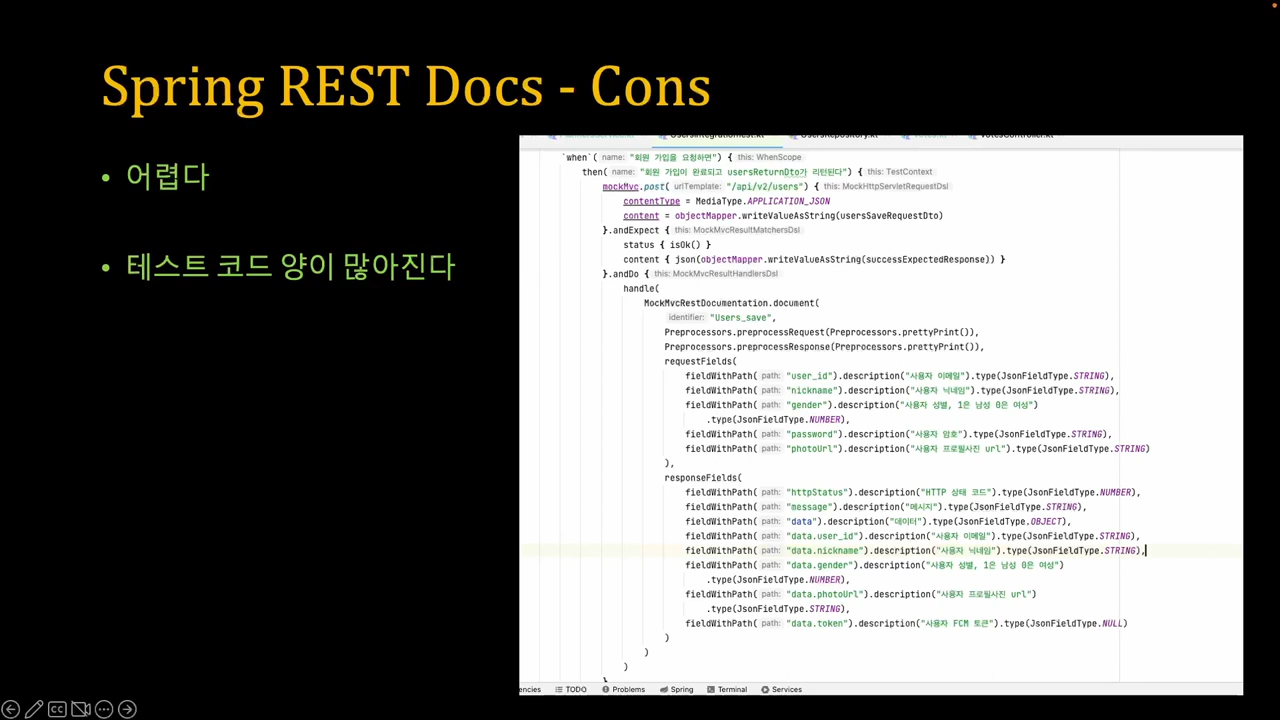 Spring REST Docs - Cons
• 어렵다
• 테스트 코드 양이 많아진다
UsersIntegrationTest.kt UsersRepository.kt VotesController.kt
`when`( name: "회원 가입을 요청하면") { this: WhenScope
then( name: "회원 가입이 완료되고 usersReturnDto가 리턴된다") { this: TestContext
mockMvc.post( urlTemplate: "/api/v2/users") { this: MockHttpServletRequestDsl
contentType = MediaType.APPLICATION_JSON
content = objectMapper.writeValueAsString(usersSaveRequestDto)
}.andExpect { this: MockMvcResultMatchersDsl
status { isOk() }
content { json(objectMapper.writeValueAsString(successExpectedResponse)) }
}.andDo { this: MockMvcResultHandlersDsl
handle(
MockMvcRestDocumentation.document(
identifier: "Users_save",
Preprocessors.preprocessRequest(Preprocessors.prettyPrint()),
Preprocessors.preprocessResponse(Preprocessors.prettyPrint()),
requestFields(
fieldWithPath( path: "user_id").description("사용자 이메일").type(JsonFieldType.STRING),
fieldWithPath( path: "nickname").description("사용자 닉네임").type(JsonFieldType.STRING),
fieldWithPath( path: "gender").description("사용자 성별, 1은 남성 0은 여성")
.type(JsonFieldType.NUMBER),
fieldWithPath( path: "password").description("사용자 암호").type(JsonFieldType.STRING),
fieldWithPath( path: "photoUrl").description("사용자 프로필사진 url").type(JsonFieldType.STRING)
),
responseFields(
fieldWithPath( path: "httpStatus").description("HTTP 상태 코드").type(JsonFieldType.NUMBER),
fieldWithPath( path: "message").description("메시지").type(JsonFieldType.STRING),
fieldWithPath( path: "data").description("데이터").type(JsonFieldType.OBJECT),
fieldWithPath( path: "data.user_id").description("사용자 이메일").type(JsonFieldType.STRING),
fieldWithPath( path: "data.nickname").description("사용자 닉네임").type(JsonFieldType.STRING),
fieldWithPath( path: "data.gender").description("사용자 성별, 1은 남성 0은 여성")
.type(JsonFieldType.NUMBER),
fieldWithPath( path: "data.photoUrl").description("사용자 프로필사진 url")
.type(JsonFieldType.STRING),
fieldWithPath( path: "data.token").description("사용자 FCM 토큰").type(JsonFieldType.NULL)
)
)
)
}
encies TODO Problems Spring Terminal Services
CC